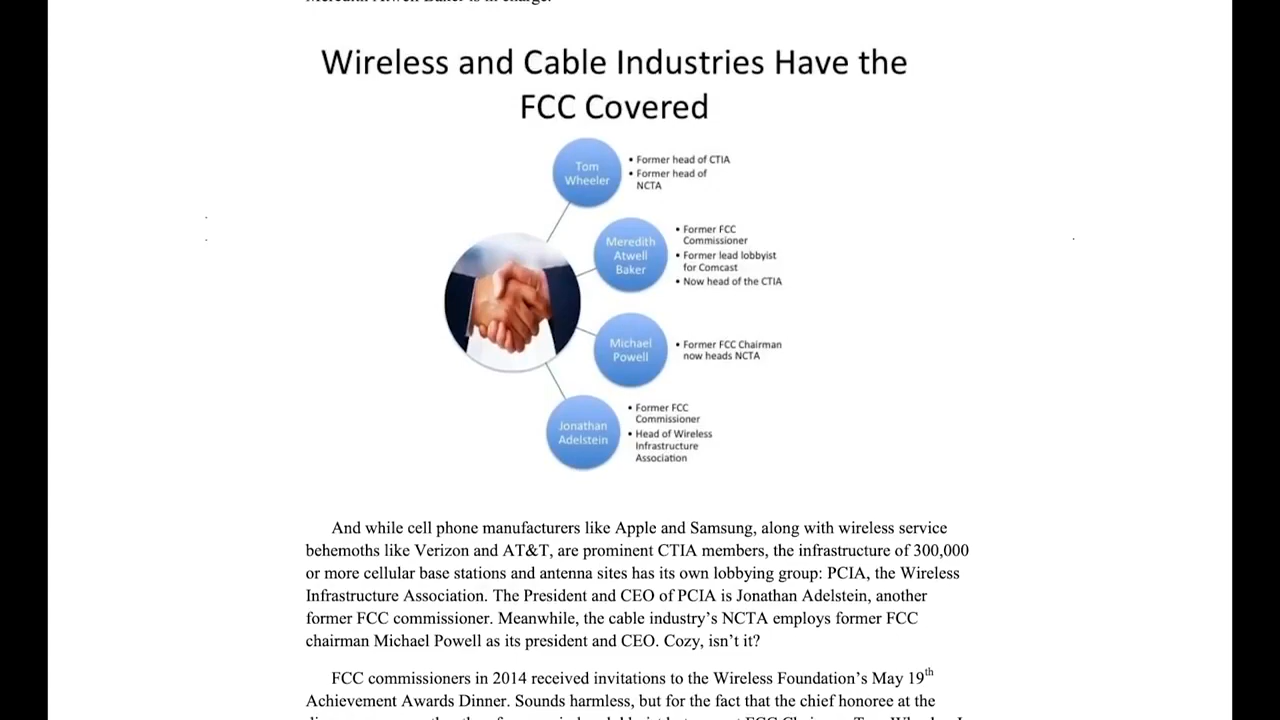 Wireless and Cable Industries Have the
FCC Covered
Tom
Wheeler
• Former head of CTIA
• Former head of
NCTA
Meredith
Atwell
Baker
• Former FCC
Commissioner
• Former lead lobbyist
for Comcast
• Now head of the CTIA
Michael
Powell
• Former FCC Chairman
now heads NCTA
Jonathan
Adelstein
• Former FCC
Commissioner
• Head of Wireless
Infrastructure
Association
And while cell phone manufacturers like Apple and Samsung, along with wireless service
behemoths like Verizon and AT&T, are prominent CTIA members, the infrastructure of 300,000
or more cellular base stations and antenna sites has its own lobbying group: PCIA, the Wireless
Infrastructure Association. The President and CEO of PCIA is Jonathan Adelstein, another
former FCC commissioner. Meanwhile, the cable industry’s NCTA employs former FCC
chairman Michael Powell as its president and CEO. Cozy, isn’t it?
FCC commissioners in 2014 received invitations to the Wireless Foundation’s May 19th
Achievement Awards Dinner. Sounds harmless, but for the fact that the chief honoree at the